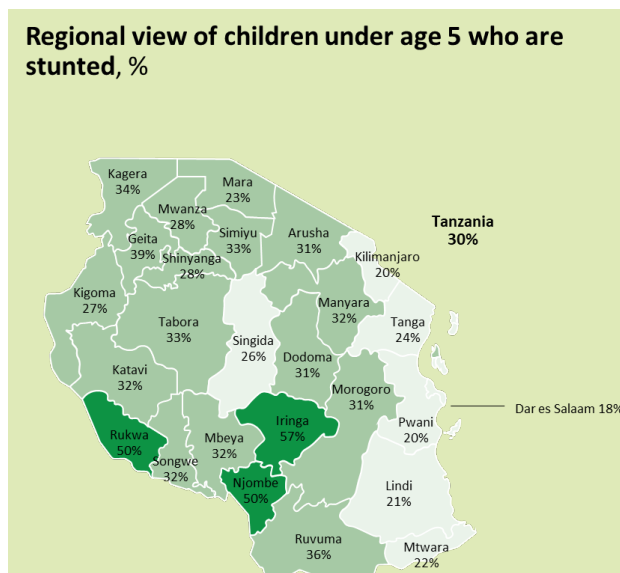 Regional view of children under age 5 who are
stunted, %
Kagera
34%
Mara
23%
Mwanza
28%
Tanzania
30%
Geita
39%
Simiyu
33%
Arusha
31%
Shinyanga
28%
Kilimanjaro
20%
Kigoma
27%
Manyara
32%
Tabora
33%
Tanga
24%
Singida
26%
Dodoma
31%
Katavi
32%
Morogoro
31%
Dar es Salaam 18%
Iringa
57%
Pwani
20%
Rukwa
50%
Mbeya
32%
Songwe
32%
Njombe
50%
Lindi
21%
Ruvuma
36%
Mtwara
22%